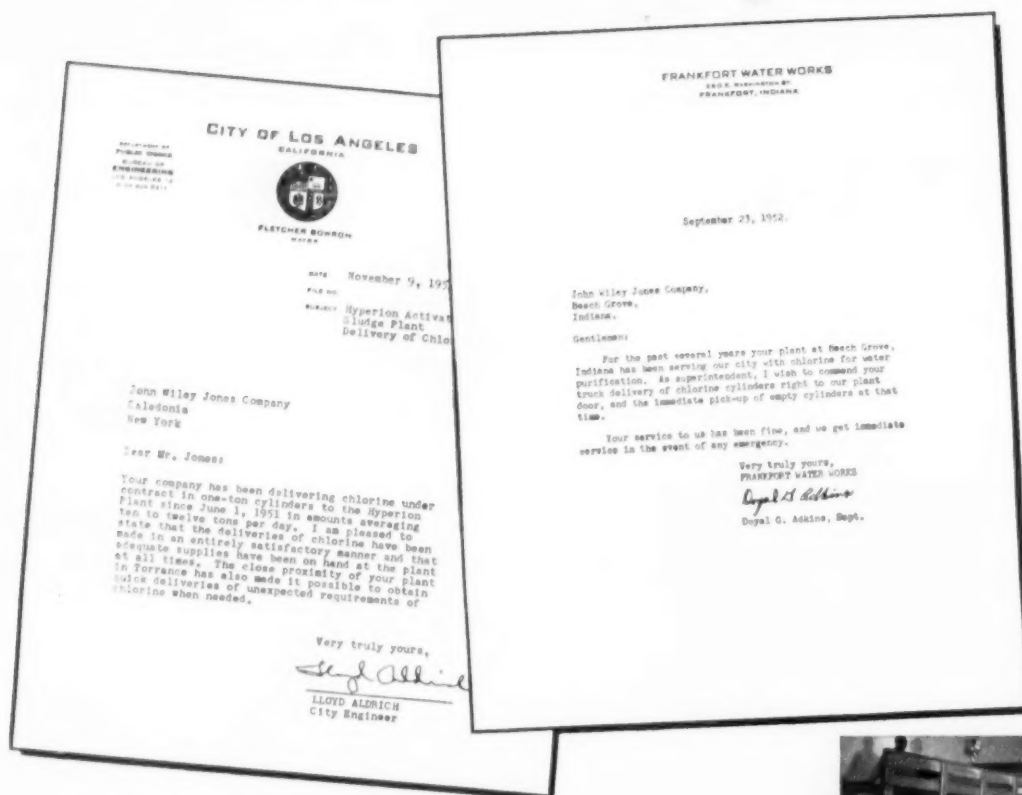 CITY OF LOS ANGELES
CALIFORNIA
DEPARTMENT OF
PUBLIC WORKS
BUREAU OF
ENGINEERING
LOS ANGELES
FLETCHER BOWRON
MAYOR
DATE November 9, 195
FILE NO.
SUBJECT Hyperion Activat
Sludge Plant
Delivery of Chlo
John Wiley Jones Company
Caledonia
New York
Dear Mr. Jones:
Your company has been delivering chlorine under
contract in one-ton cylinders to the Hyperion
Plant since June 1, 1951 in amounts averaging
ten to twelve tons per day. I am pleased to
state that the deliveries of chlorine have been
made in an entirely satisfactory manner and that
adequate supplies have been on hand at the plant
at all times. The close proximity of your plant
in Torrance has also made it possible to obtain
quick deliveries of unexpected requirements of
chlorine when needed.
Very truly yours,
Lloyd Aldrich
LLOYD ALDRICH
City Engineer
FRANKFORT WATER WORKS
260 E. WASHINGTON ST.
FRANKFORT, INDIANA
September 23, 1952.
John Wiley Jones Company,
Beech Grove,
Indiana.
Gentlemen:
For the past several years your plant at Beech Grove,
Indiana has been serving our city with chlorine for water
purification. As superintendent, I wish to commend your
truck delivery of chlorine cylinders right to our plant
door, and the immediate pick-up of empty cylinders at that
time.
Your service to us has been fine, and we get immediate
service in the event of any emergency.
Very truly yours,
FRANKFORT WATER WORKS
Doyal G Adkins
Doyal G. Adkins, Supt.